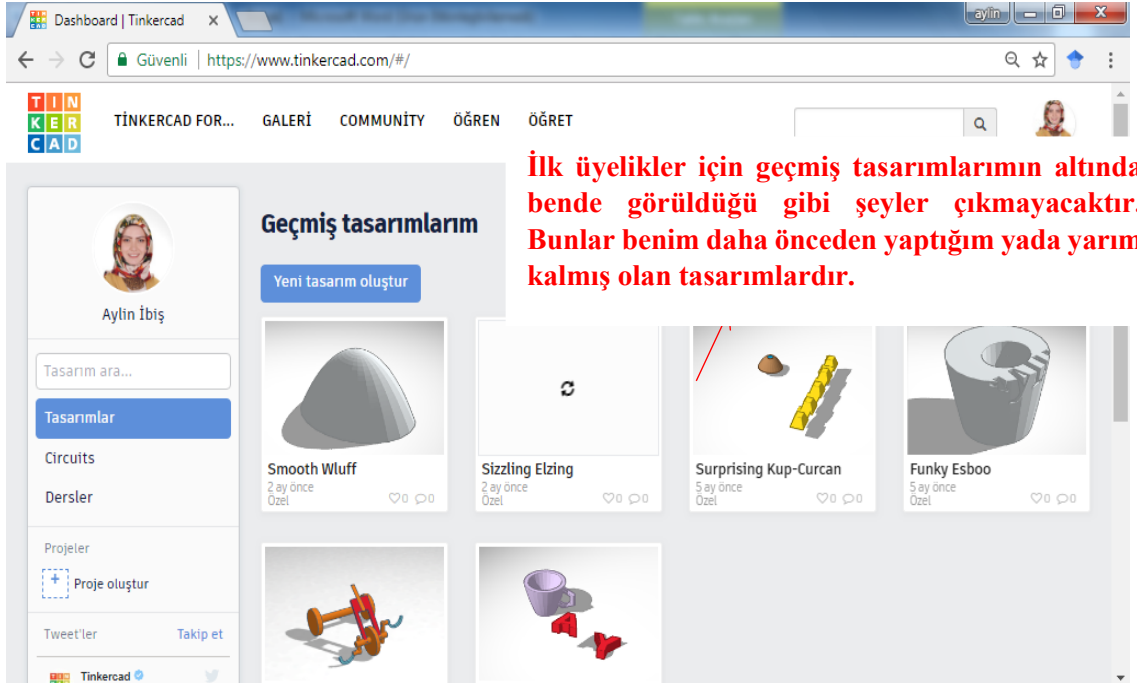 Dashboard | Tinkercad
aylin
Güvenli | https://www.tinkercad.com/#/
TIN
KER
CAD
TİNKERCAD FOR... GALERİ COMMUNİTY ÖĞREN ÖĞRET
İlk üyelikler için geçmiş tasarımlarımın altında
bende görüldüğü gibi şeyler çıkmayacaktır.
Bunlar benim daha önceden yaptığım yada yarım
kalmış olan tasarımlardır.
Aylin İbiş
Tasarım ara...
Tasarımlar
Circuits
Dersler
Projeler
+ Proje oluştur
Tweet'ler Takip et
Tinkercad
Geçmiş tasarımlarım
Yeni tasarım oluştur
Smooth Wluff
2 ay önce
Özel 0 0
Sizzling Elzing
2 ay önce
Özel 0 0
Surprising Kup-Curcan
5 ay önce
Özel 0 0
Funky Esboo
5 ay önce
Özel 0 0
A Y